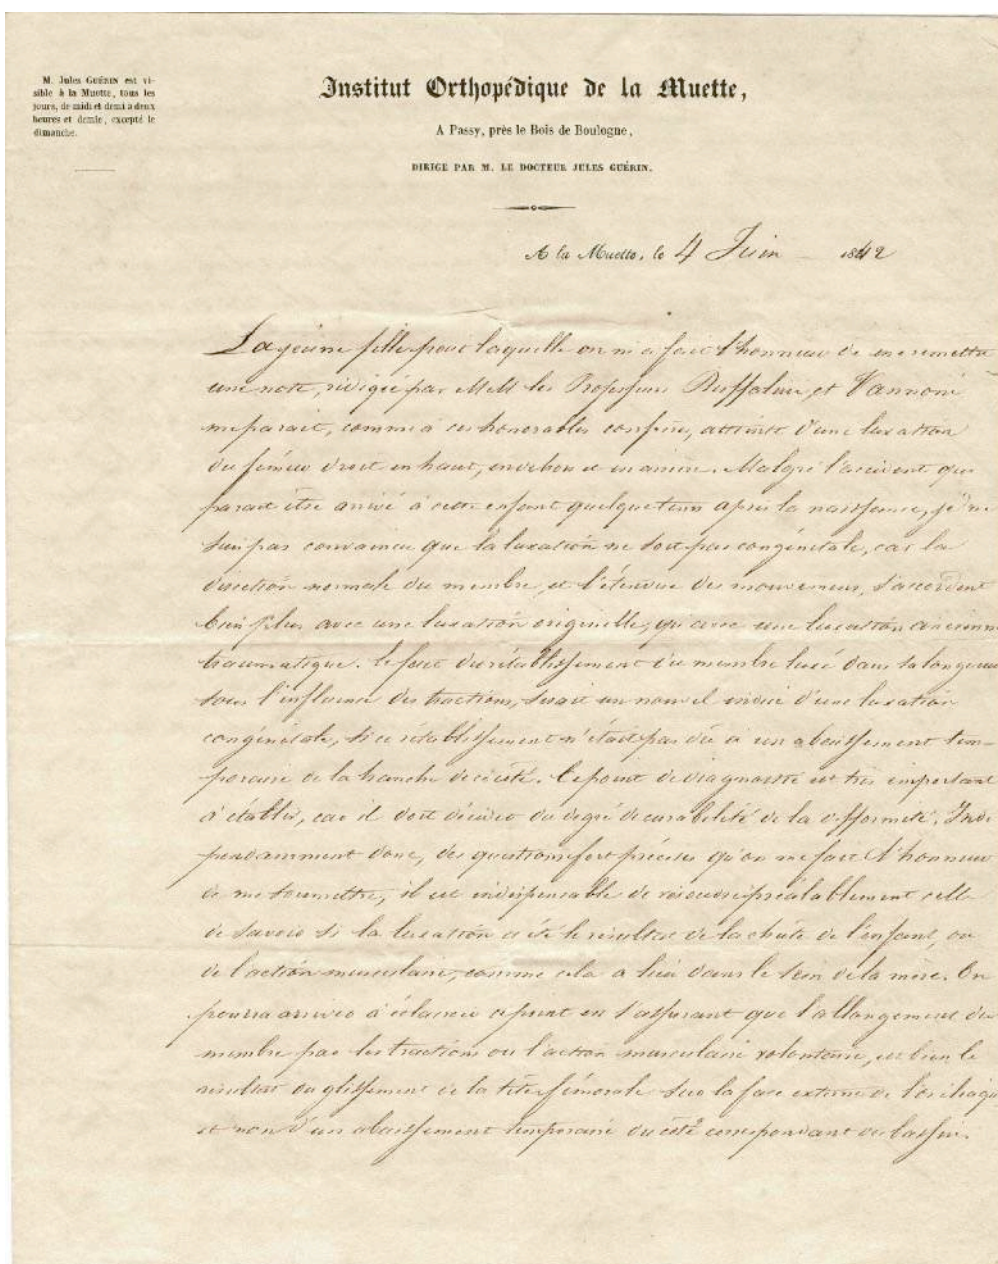 M. Jules GUÉRIN est vi-
sible à la Muette, tous les
jours, de midi et demi à deux
heures et demie, excepté le
dimanche.
Institut Orthopédique de la Muette,
A Passy, près le Bois de Boulogne,
DIRIGÉ PAR M. LE DOCTEUR JULES GUÉRIN.
A la Muette, le 4 Juin 1842
La jeune fille pour laquelle on m'a fait l'honneur de me remettre
une note, rédigée par MM les Professeurs Buffalini et Vannoni
me parait, comme à ces honorables confrères, atteinte d'une luxation
du fémur droit en haut, en dehors et en arrière. Malgré l'accident qui
parait être arrivé à cette enfant quelque tems après la naissance, je ne
suis pas convaincu que la luxation ne soit pas congénitale, car la
direction normale du membre, et l'étendue des mouvemens, s'accordent
bien plus avec une luxation originelle, qu'avec une luxation ancienne
traumatique. le fait du rétablissement du membre luxé dans sa longueur
sous l'influence des tractions, serait un nouvel indice d'une luxation
congénitale, si ce rétablissement n'était pas dû à un abaissement tem-
poraire de la hanche de ce côté. Ce point de diagnostic est très important
à établir, car il doit décider du degré de curabilité de la difformité. Indé
pendamment donc, des questions fort précises qu'on me fait l'honneur
de me soumettre, il est indispensable de résoudre préalablement celle
de savoir si la luxation a été le résultat de la chûte de l'enfant, ou
de l'action musculaire, comme cela a lieu dans le sein de la mère. On
pourra arriver à éclaircir ce point en s'assurant que l'allongement du
membre par les tractions ou l'action musculaire volontaire, est bien le
résultat du glissement de la tête fémorale sur la face externe de l'os iliaque
et non d'un abaissement temporaire du côté correspondant du bassin.